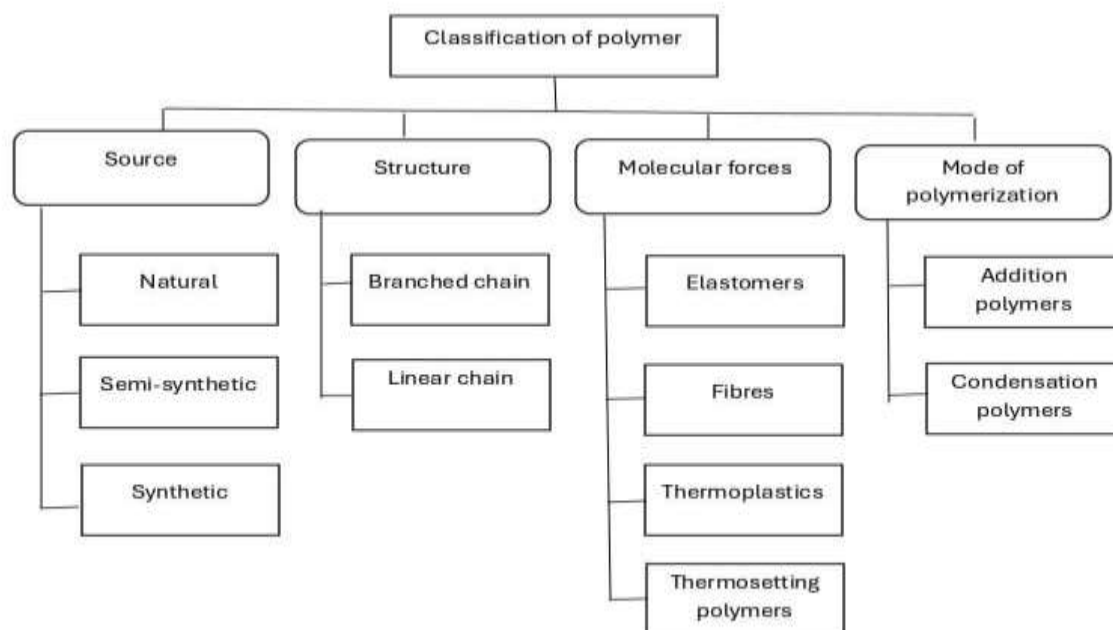 Classification of polymer
Source
Structure
Molecular forces
Mode of
polymerization
Natural
Semi-synthetic
Synthetic
Branched chain
Linear chain
Elastomers
Fibres
Thermoplastics
Thermosetting
polymers
Addition
polymers
Condensation
polymers